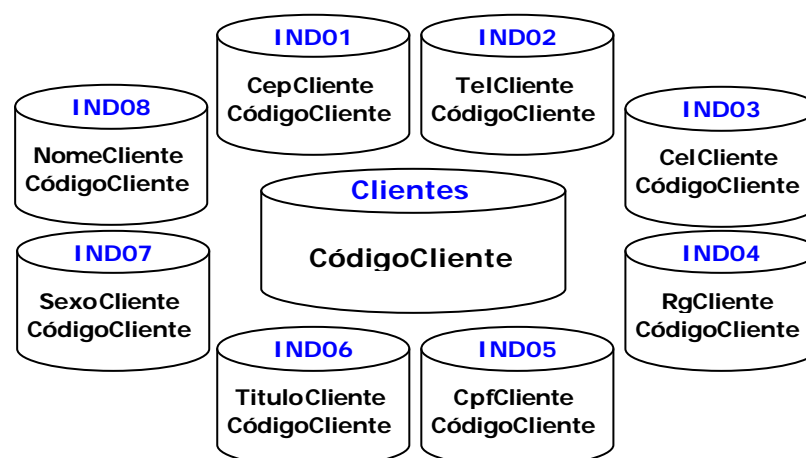 IND01
CepCliente
CódigoCliente
IND02
TelCliente
CódigoCliente
IND08
NomeCliente
CódigoCliente
IND03
CelCliente
CódigoCliente
Clientes
CódigoCliente
IND07
SexoCliente
CódigoCliente
IND04
RgCliente
CódigoCliente
IND06
TituloCliente
CódigoCliente
IND05
CpfCliente
CódigoCliente